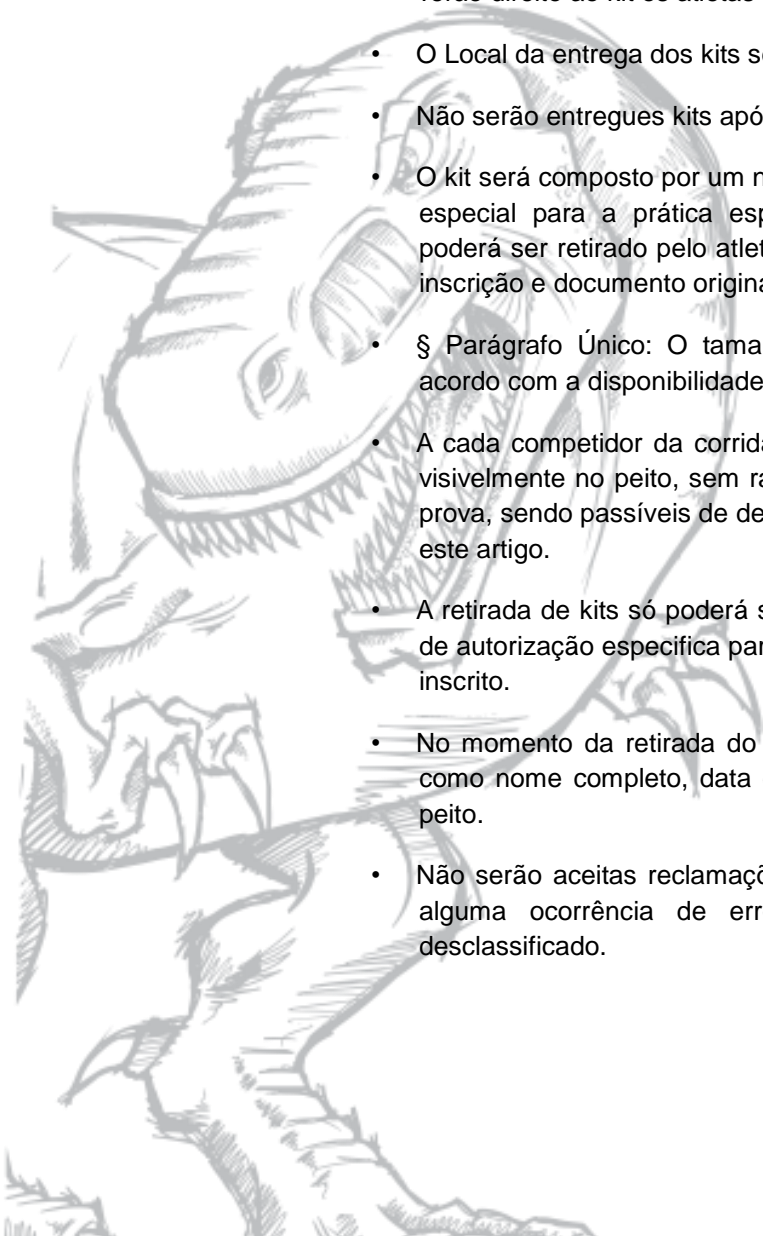 • O Local da entrega dos kits s
• Não serão entregues kits apó
• O kit será composto por um n
especial para a prática esp
poderá ser retirado pelo atlet
inscrição e documento origina
• § Parágrafo Único: O tama
acordo com a disponibilidade
• A cada competidor da corrida
visivelmente no peito, sem ra
prova, sendo passíveis de de
este artigo.
• A retirada de kits só poderá s
de autorização especifica par
inscrito.
• No momento da retirada do
como nome completo, data
peito.
• Não serão aceitas reclamaçõ
alguma ocorrência de err
desclassificado.